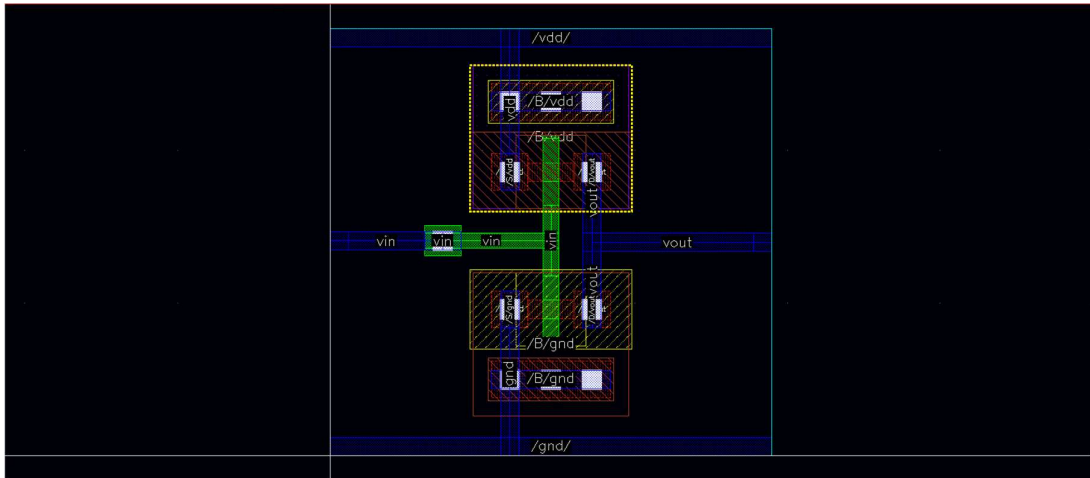 /vdd/
/B/vdd
vdd
/B/vdd
/S/vdd
/D/vout
vout
vin
vin
vin
vin
vout
vout
/S/gnd
/D/vout
/B/gnd
gnd
/B/gnd
/gnd/